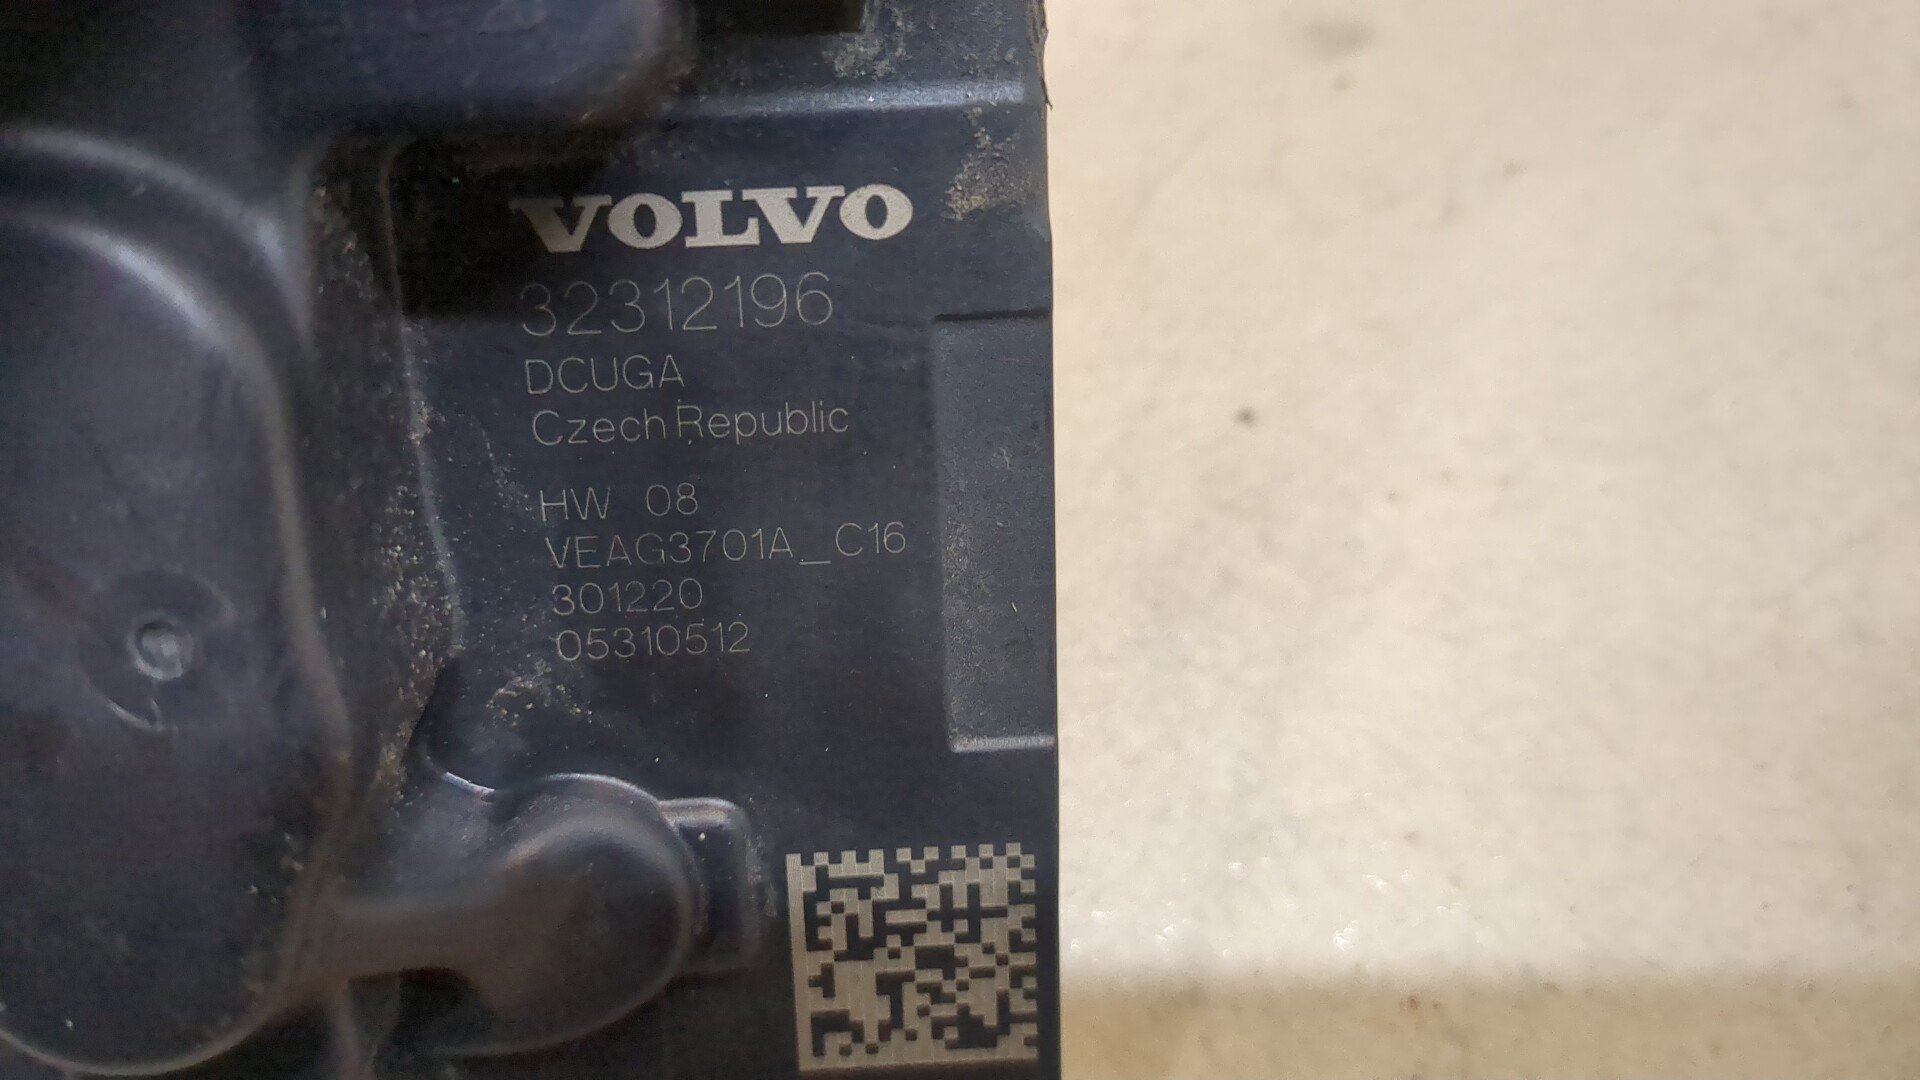 VOLVO
32312196
DCUGA
Czech Republic
HW 08
VEAG3701A_C16
301220
05310512